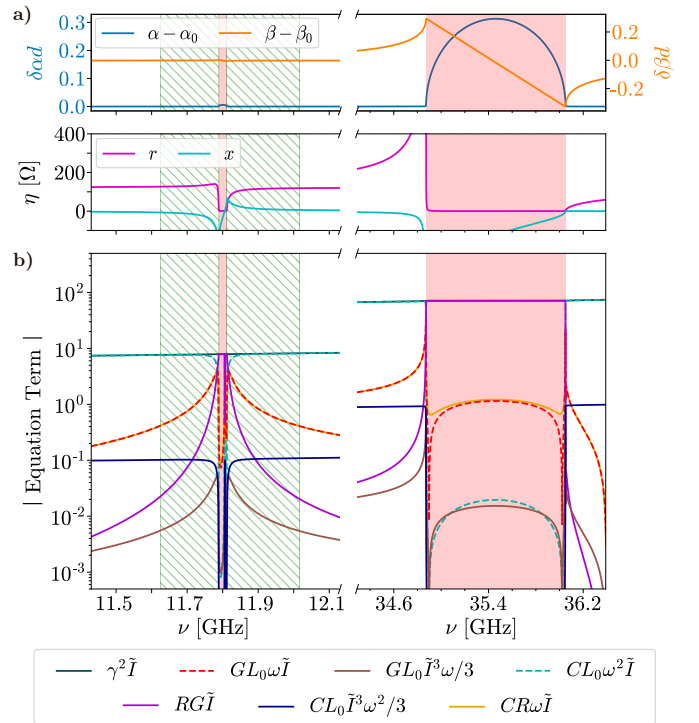 a)
0.3
0.2
0.1
0.0
δαd
α − α₀
β − β₀
0.2
0.0
-0.2
δβd
400
200
0
η [Ω]
r
x
b)
10²
10¹
10⁰
10⁻¹
10⁻²
10⁻³
| Equation Term |
11.5 11.7 11.9 12.1
34.6 35.4 36.2
ν [GHz]
ν [GHz]
γ²Ĩ
GL₀ωĨ
GL₀Ĩ³ω/3
CL₀ω²Ĩ
RGĨ
CL₀Ĩ³ω²/3
CRωĨ